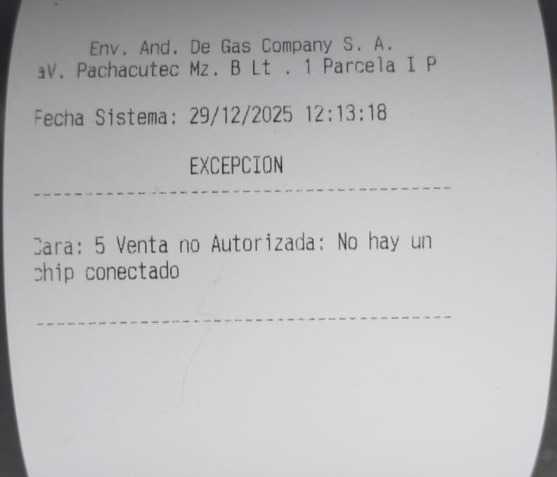 Env. And. De Gas Company S. A.
aV. Pachacutec Mz. B Lt . 1 Parcela I P
Fecha Sistema: 29/12/2025 12:13:18
EXCEPCION
Cara: 5 Venta no Autorizada: No hay un
chip conectado